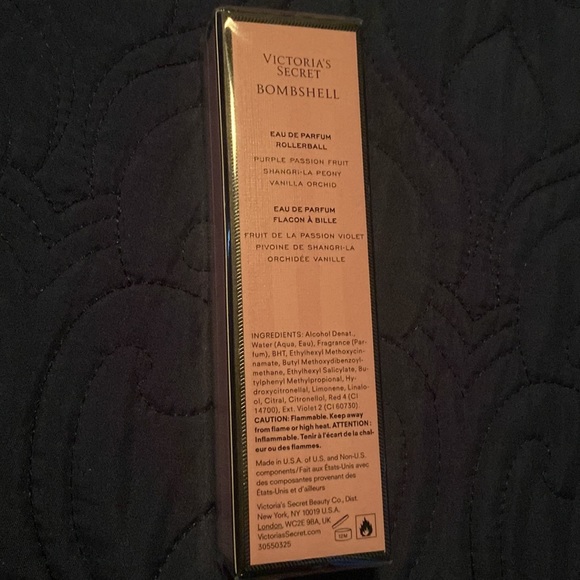 VICTORIA'S
SECRET
BOMBSHELL
EAU DE PARFUM
ROLLERBALL
PURPLE PASSION FRUIT
SHANGRI-LA PEONY
VANILLA ORCHID
EAU DE PARFUM
FLACON À BILLE
FRUIT DE LA PASSION VIOLET
PIVOINE DE SHANGRI-LA
ORCHIDÉE VANILLE
INGREDIENTS: Alcohol Denat.,
Water (Aqua, Eau), Fragrance (Par-
fum), BHT, Ethylhexyl Methoxycin-
namate, Butyl Methoxydibenzoyl-
methane, Ethylhexyl Salicylate, Bu-
tylphenyl Methylpropional, Hy-
droxycitronellal, Limonene, Linalo-
ol, Citral, Citronellol, Red 4 (CI
14700), Ext. Violet 2 (CI 60730)
CAUTION: Flammable. Keep away
from flame or high heat. ATTENTION :
Inflammable. Tenir à l'écart de la chal-
eur ou des flammes.
Made in U.S.A. of U.S. and Non-U.S.
components/Fait aux États-Unis avec
des composantes provenant des
États-Unis et d'ailleurs
Victoria's Secret Beauty Co., Dist.
New York, NY 10019 U.S.A.
London, WC2E 9BA, UK
VictoriasSecret.com
30550325
12M